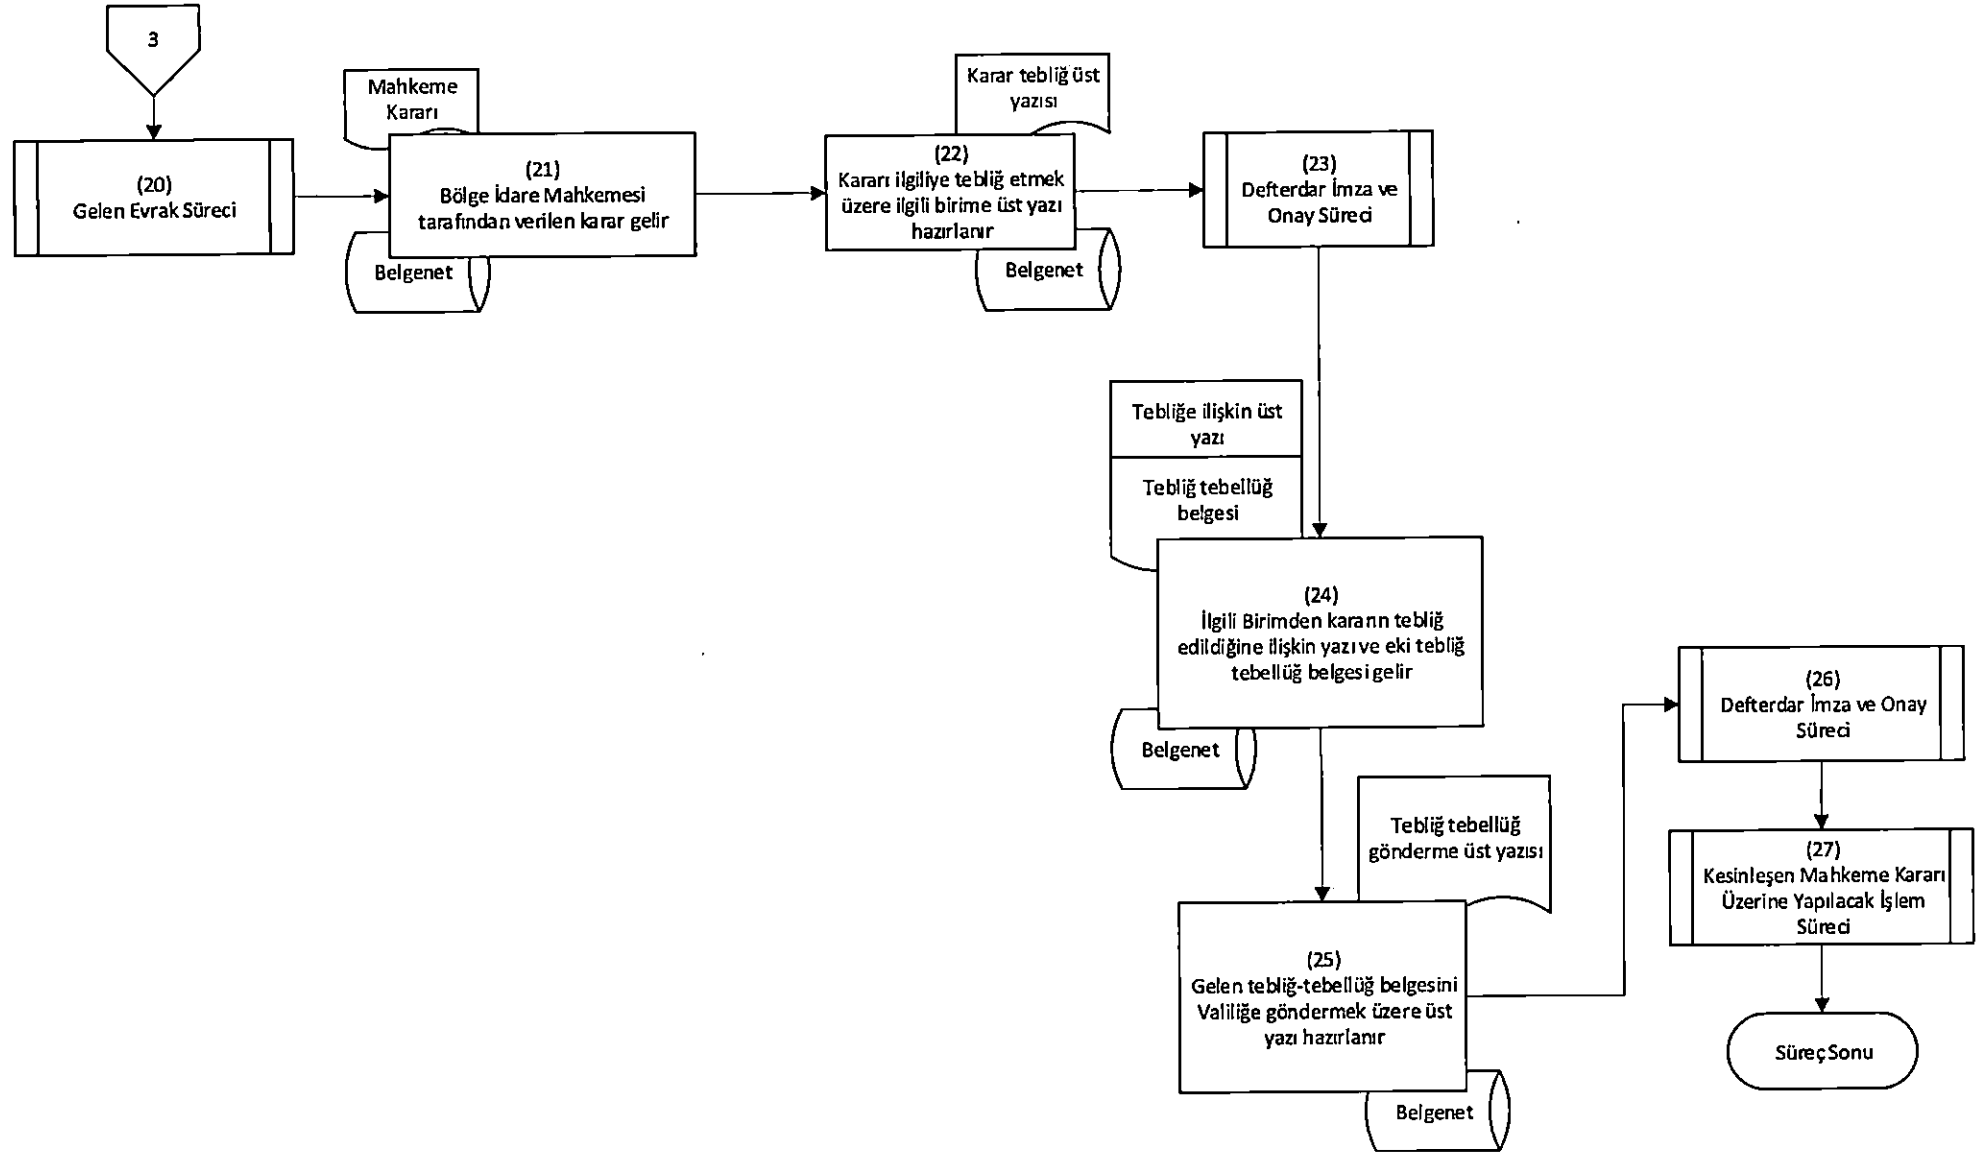 3
(20)
Gelen Evrak Süreci
Mahkeme
Kararı
(21)
Bölge İdare Mahkemesi
tarafından verilen karar gelir
Belgenet
Karar tebliğ üst
yazısı
(22)
Kararı ilgiliye tebliğ etmek
üzere ilgili birime üst yazı
hazırlanır
Belgenet
(23)
Defterdar İmza ve
Onay Süreci
Tebliğe ilişkin üst
yazı
Tebliğ tebellüğ
belgesi
(24)
İlgili Birimden kararın tebliğ
edildiğine ilişkin yazı ve eki tebliğ
tebellüğ belgesi gelir
Belgenet
Tebliğ tebellüğ
gönderme üst yazısı
(25)
Gelen tebliğ-tebellüğ belgesini
Valiliğe göndermek üzere üst
yazı hazırlanır
Belgenet
(26)
Defterdar İmza ve Onay
Süreci
(27)
Kesinleşen Mahkeme Kararı
Üzerine Yapılacak İşlem
Süreci
Süreç Sonu